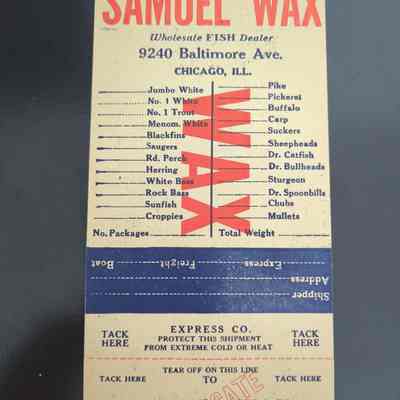 SAMUEL WAX
Wholesale FISH Dealer
9240 Baltimore Ave.
CHICAGO, ILL.
Jumbo White
No. 1 White
No. 1 Trout
Menom. White
Blackfins
Saugers
Rd. Perch
Herring
White Bass
Rock Bass
Sunfish
Croppies
Pike
Pickerel
Buffalo
Carp
Suckers
Sheepheads
Dr. Catfish
Dr. Bullheads
Sturgeon
Dr. Spoonbills
Chubs
Mullets
WAX
No. Packages
Total Weight
Shipper
Address
Boat Freight Express
EXPRESS CO.
TACK HERE
PROTECT THIS SHIPMENT
FROM EXTREME COLD OR HEAT
TACK HERE
TEAR OFF ON THIS LINE
TACK HERE
TO
TACK HERE